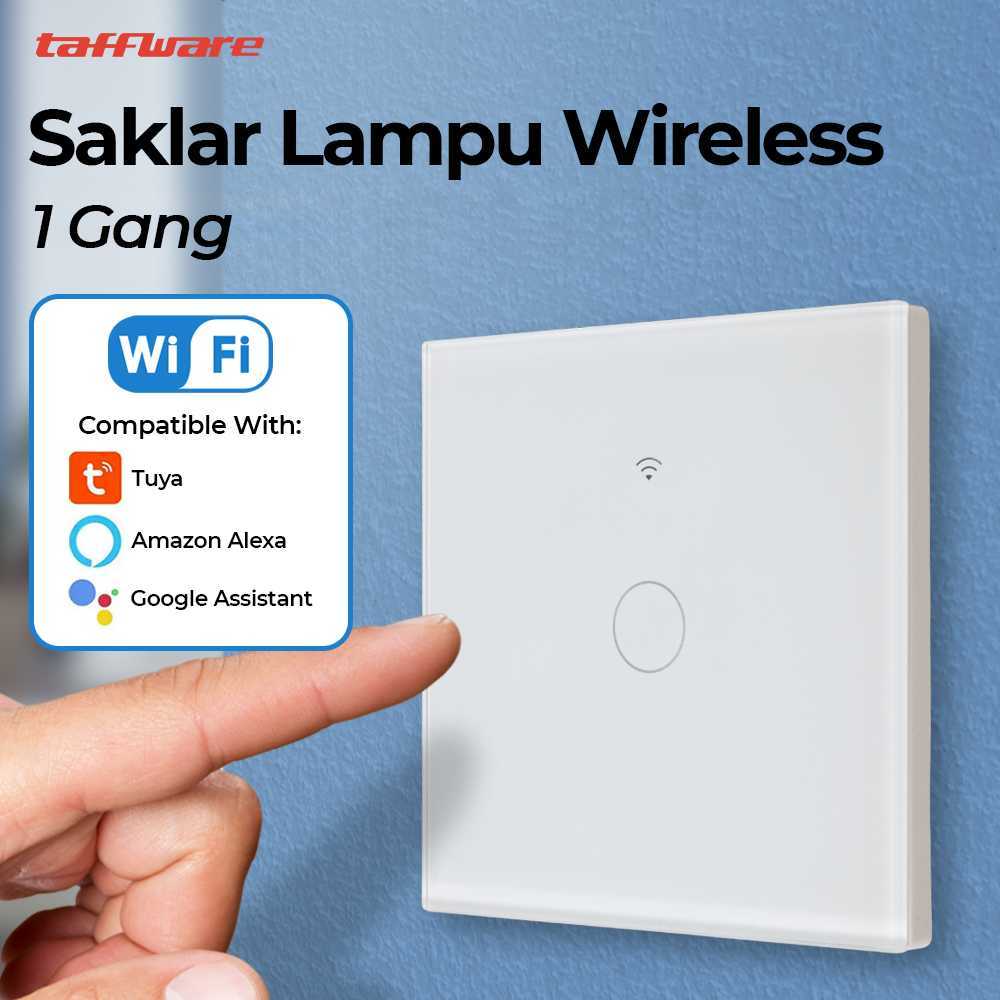 taffware
Saklar Lampu Wireless
1 Gang
Wi Fi
Compatible With:
Tuya
Amazon Alexa
Google Assistant